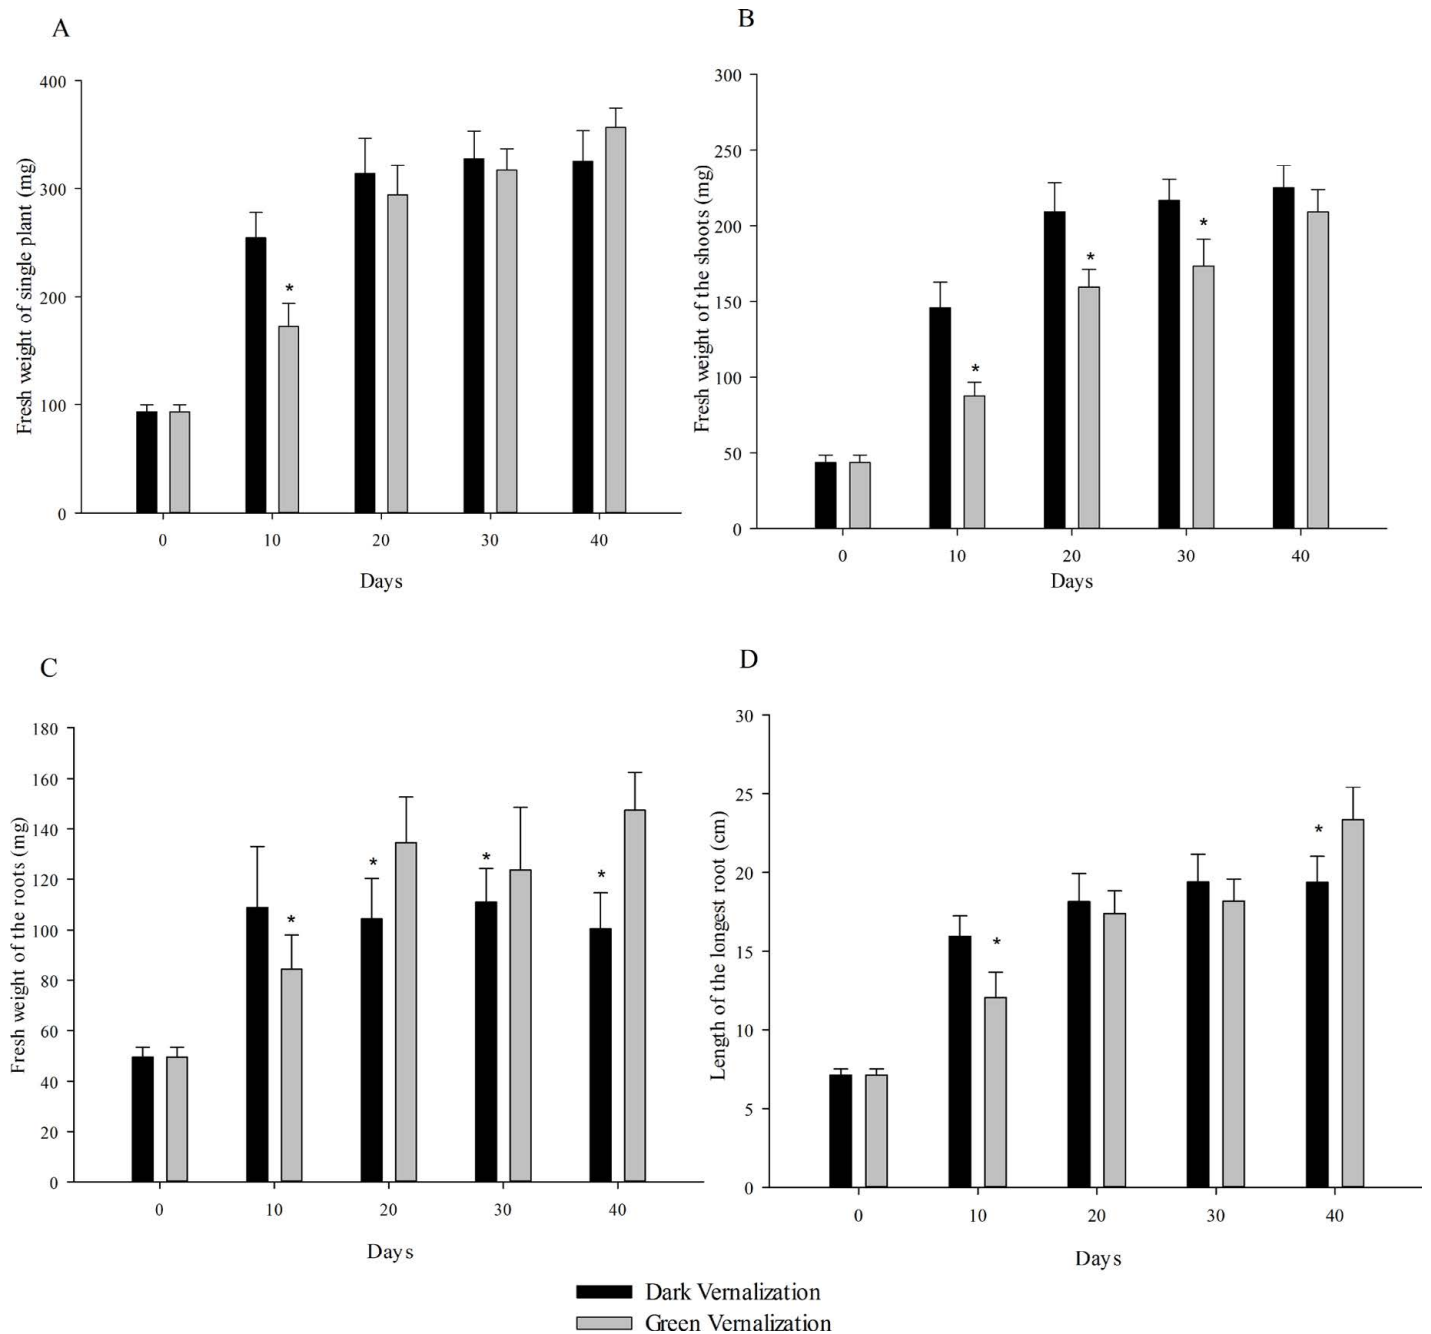 A
Fresh weight of single plant (mg)
400
300
200
100
0
*
0 10 20 30 40
Days
B
Fresh weight of the shoots (mg)
300
250
200
150
100
50
0
* * *
0 10 20 30 40
Days
C
Fresh weight of the roots (mg)
180
160
140
120
100
80
60
40
20
0
* * * *
0 10 20 30 40
Days
D
Length of the longest root (cm)
30
25
20
15
10
5
0
* *
0 10 20 30 40
Days
Dark Vernalization
Green Vernalization